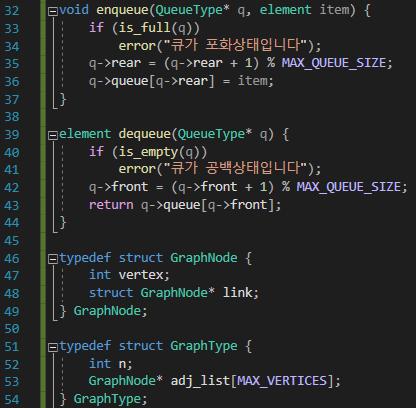 32 void enqueue(QueueType* q, element item) {
33     if (is_full(q))
34         error("큐가 포화상태입니다");
35     q->rear = (q->rear + 1) % MAX_QUEUE_SIZE;
36     q->queue[q->rear] = item;
37 }
38
39 element dequeue(QueueType* q) {
40     if (is_empty(q))
41         error("큐가 공백상태입니다");
42     q->front = (q->front + 1) % MAX_QUEUE_SIZE;
43     return q->queue[q->front];
44 }
45
46 typedef struct GraphNode {
47     int vertex;
48     struct GraphNode* link;
49 } GraphNode;
50
51 typedef struct GraphType {
52     int n;
53     GraphNode* adj_list[MAX_VERTICES];
54 } GraphType;